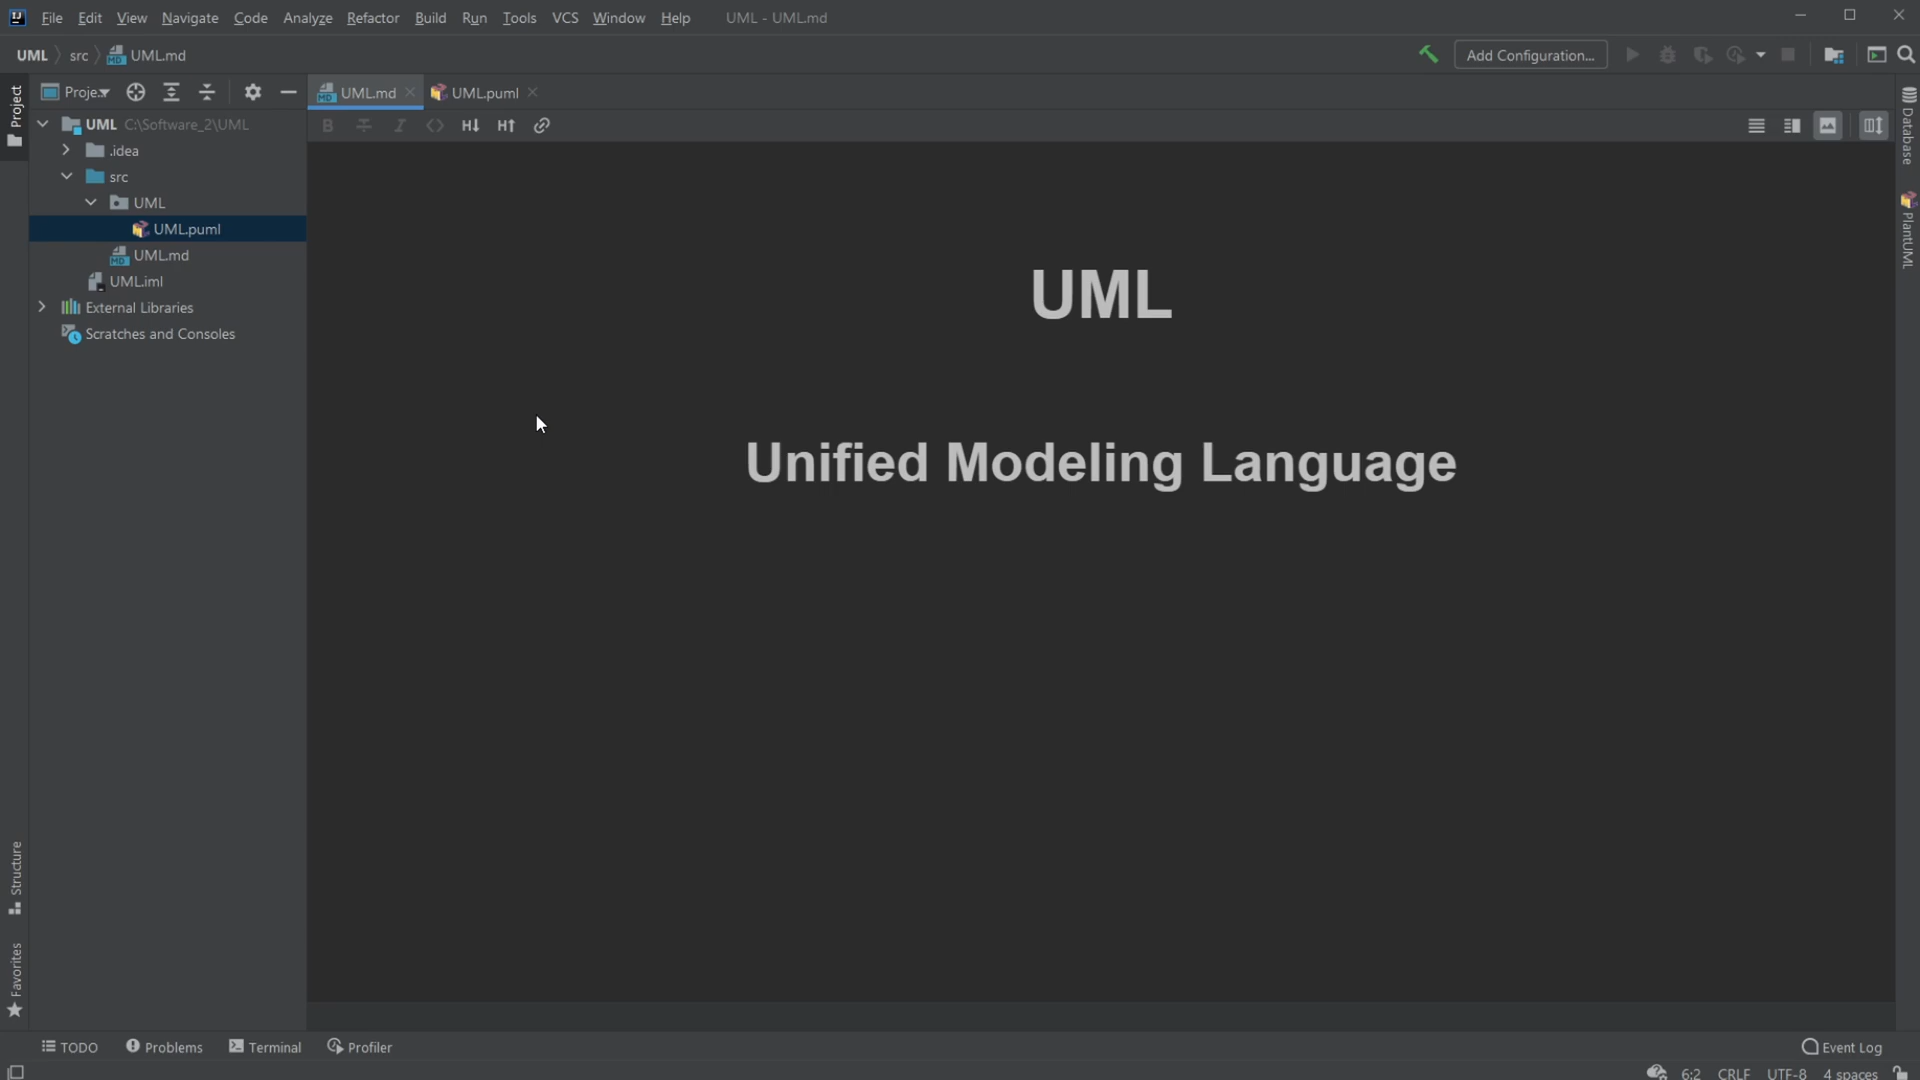 File Edit View Navigate Code Analyze Refactor Build Run Tools VCS Window Help UML - UML.md
UML src UML.md Add Configuration...
Proje... UML.md UML.puml
UML C:\Software_2\UML
.idea
src
UML
UML.puml
UML.md
UML.iml
External Libraries
Scratches and Consoles
Project
Structure
Favorites
B I <> H↓ H↑
UML
Unified Modeling Language
Database
PlantUML
TODO Problems Terminal Profiler Event Log
6:2 CRLF UTF-8 4 spaces